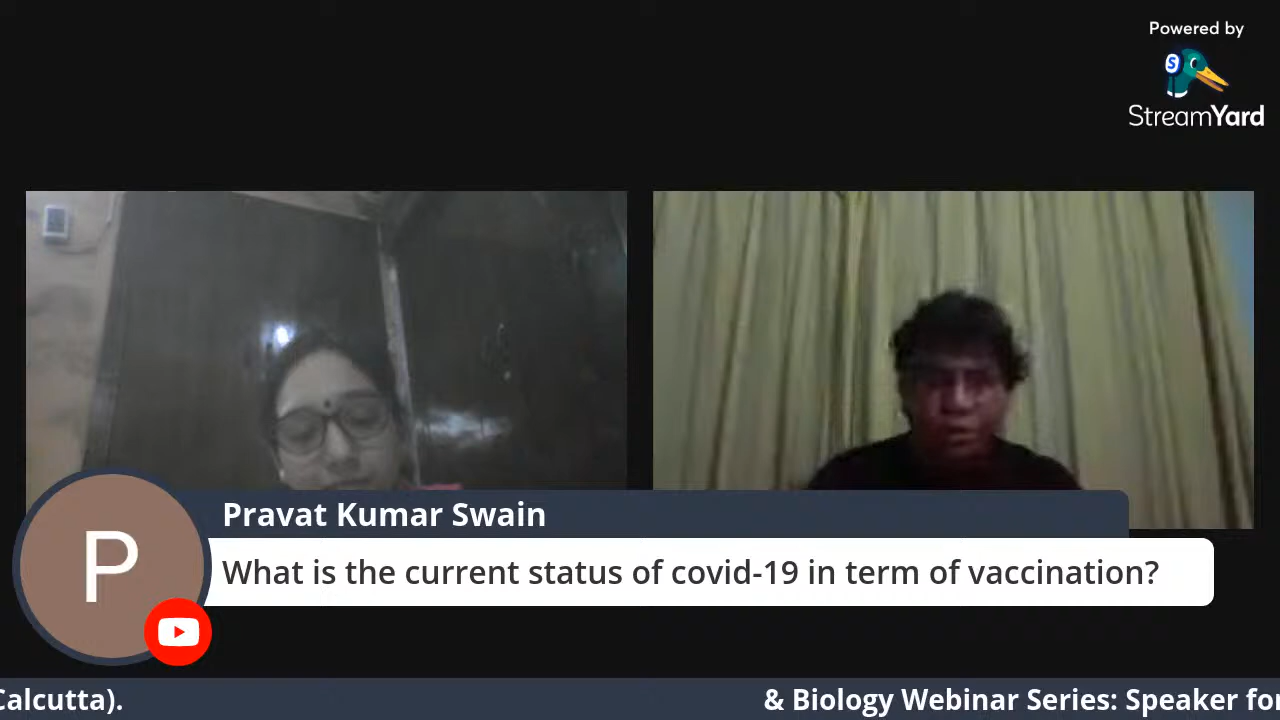 Powered by
S
StreamYard
Pravat Kumar Swain
P
What is the current status of covid-19 in term of vaccination?
Calcutta). & Biology Webinar Series: Speaker for